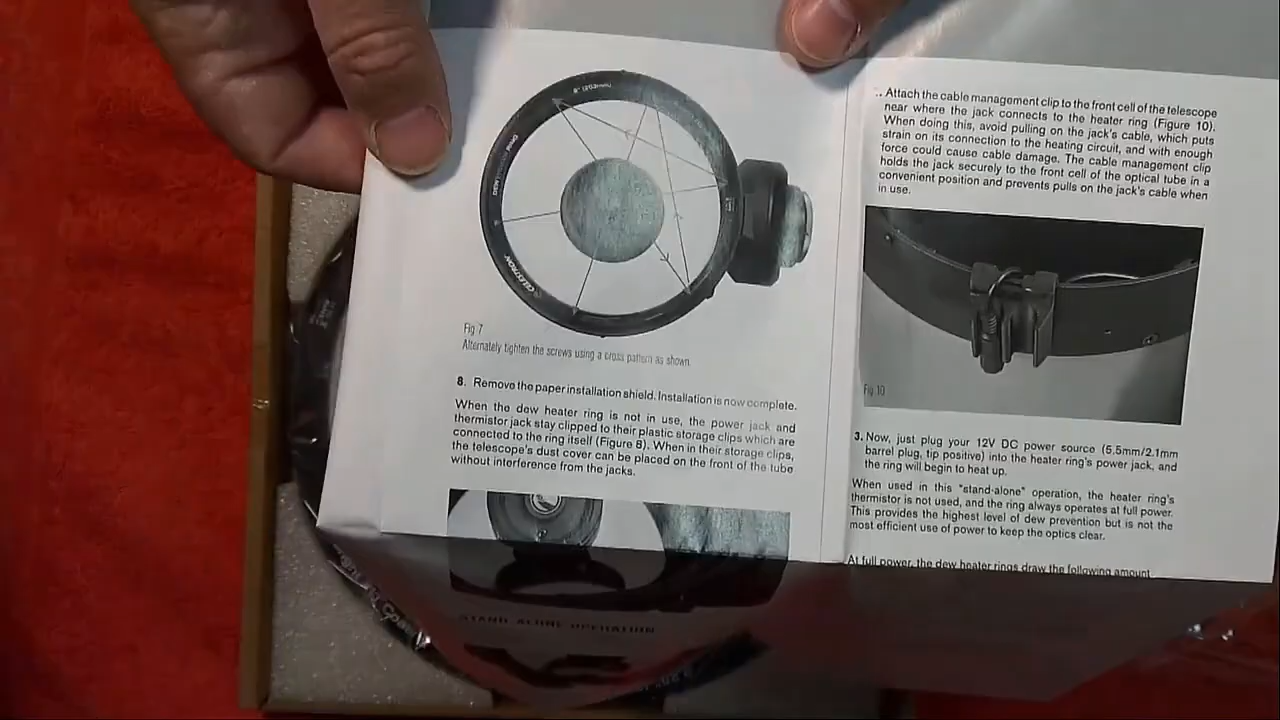 8" (203mm)
CELESTRON
Fig 7
Alternately tighten the screws using a cross pattern as shown.
8. Remove the paper installation shield. Installation is now complete.
When the dew heater ring is not in use, the power jack and
thermistor jack stay clipped to their plastic storage clips which are
connected to the ring itself (Figure 8). When in their storage clips,
the telescope's dust cover can be placed on the front of the tube
without interference from the jacks.
STAND-ALONE OPERATION
Attach the cable management clip to the front cell of the telescope
near where the jack connects to the heater ring (Figure 10).
When doing this, avoid pulling on the jack's cable, which puts
strain on its connection to the heating circuit, and with enough
force could cause cable damage. The cable management clip
holds the jack securely to the front cell of the optical tube in a
convenient position and prevents pulls on the jack's cable when
in use.
Fig 10
3. Now, just plug your 12V DC power source (5.5mm/2.1mm
barrel plug, tip positive) into the heater ring's power jack, and
the ring will begin to heat up.
When used in this "stand-alone" operation, the heater ring's
thermistor is not used, and the ring always operates at full power.
This provides the highest level of dew prevention but is not the
most efficient use of power to keep the optics clear.
At full power, the dew heater rings draw the following amount